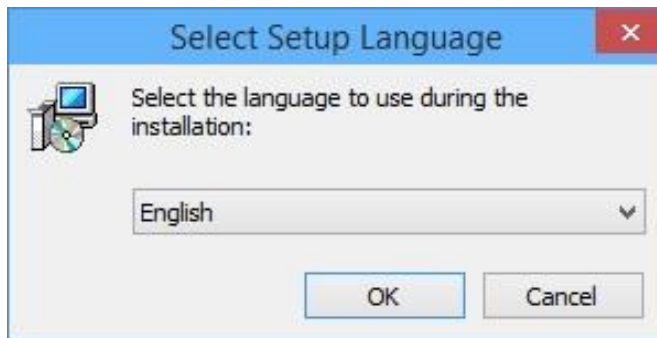 Select Setup Language
Select the language to use during the
installation:
English
OK
Cancel